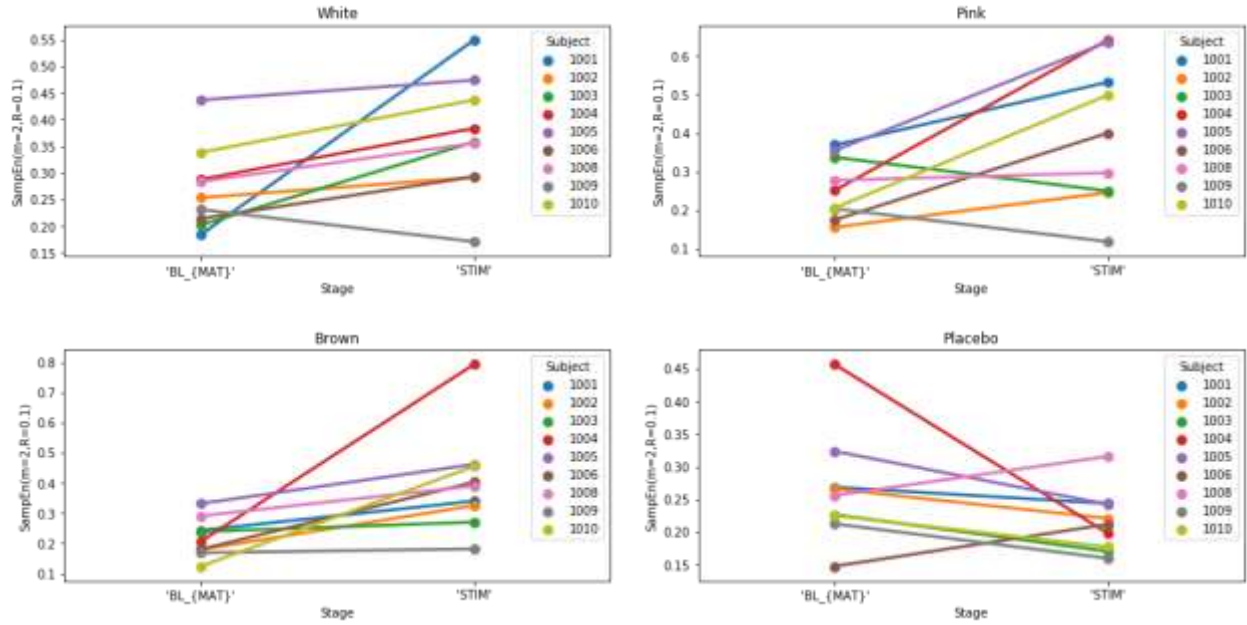 White
SampEn(m=2,R=0.1)
0.55
0.50
0.45
0.40
0.35
0.30
0.25
0.20
0.15
'BL_{MAT}'
'STIM'
Stage
Subject
1001
1002
1003
1004
1005
1006
1008
1009
1010
Pink
SampEn(m=2,R=0.1)
0.6
0.5
0.4
0.3
0.2
0.1
'BL_{MAT}'
'STIM'
Stage
Subject
1001
1002
1003
1004
1005
1006
1008
1009
1010
Brown
SampEn(m=2,R=0.1)
0.8
0.7
0.6
0.5
0.4
0.3
0.2
0.1
'BL_{MAT}'
'STIM'
Stage
Subject
1001
1002
1003
1004
1005
1006
1008
1009
1010
Placebo
SampEn(m=2,R=0.1)
0.45
0.40
0.35
0.30
0.25
0.20
0.15
'BL_{MAT}'
'STIM'
Stage
Subject
1001
1002
1003
1004
1005
1006
1008
1009
1010